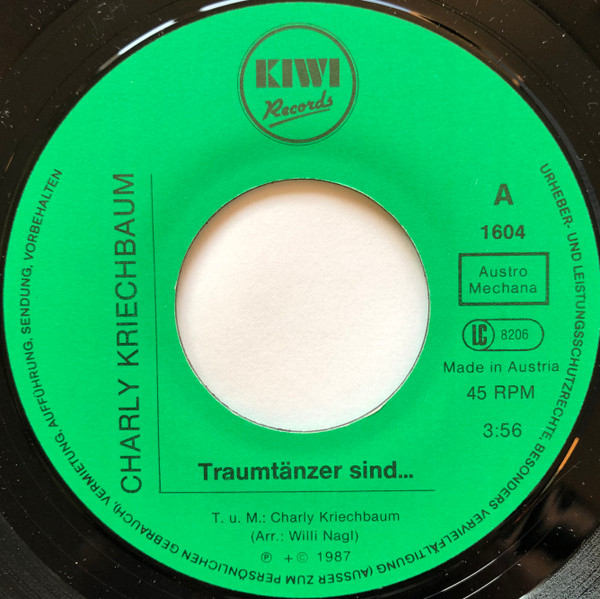 KIWI
Records
CHARLY KRIECHBAUM
A
1604
Austro
Mechana
LC 8206
Made in Austria
45 RPM
3:56
Traumtänzer sind...
T. u M.: Charly Kriechbaum
(Arr.: Willi Nagl)
℗ + © 1987
URHEBER- UND LEISTUNGSSCHUTZRECHTE, BESONDERS VERVIELFÄLTIGUNG (AUSSER ZUM PERSÖNLICHEN GEBRAUCH), VERMIETUNG, AUFFÜHRUNG, SENDUNG, VORBEHALTEN